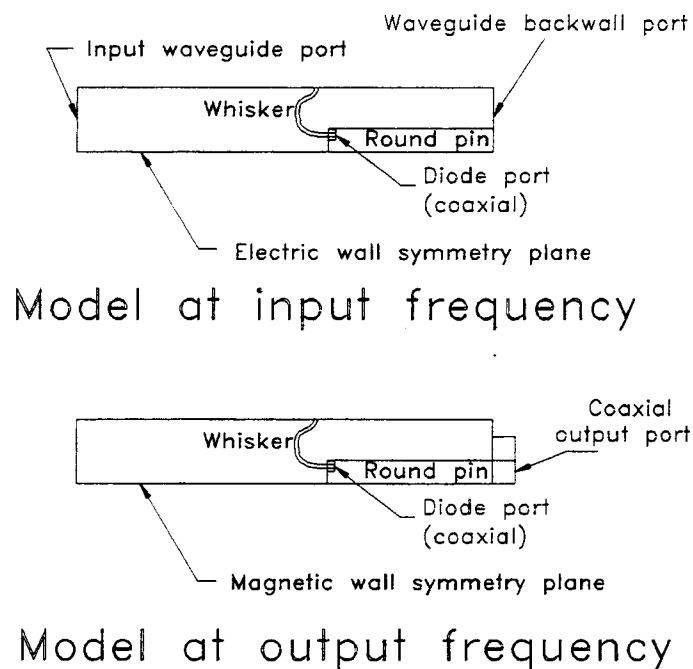 Waveguide backwall port
Input waveguide port
Whisker
Round pin
Diode port
(coaxial)
Electric wall symmetry plane
Model at input frequency
Coaxial
output port
Whisker
Round pin
Diode port
(coaxial)
Magnetic wall symmetry plane
Model at output frequency